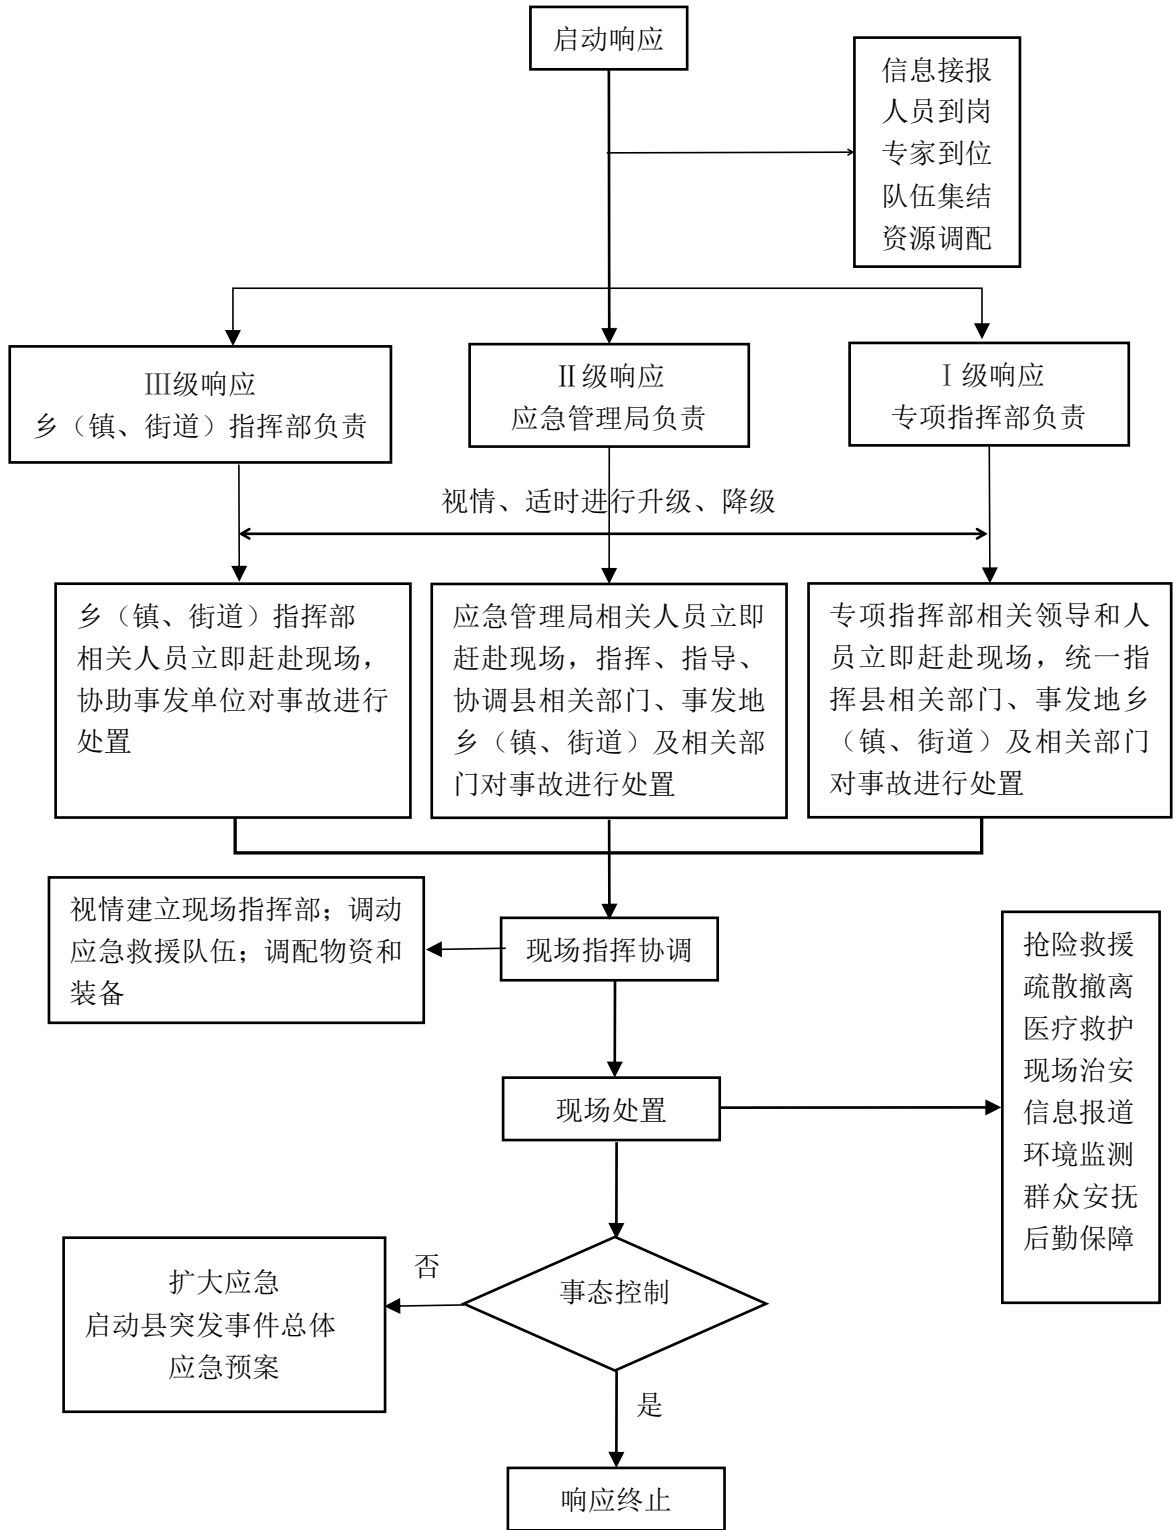 启动响应
信息接报
人员到岗
专家到位
队伍集结
资源调配
Ⅲ级响应
乡（镇、街道）指挥部负责
Ⅱ级响应
应急管理局负责
Ⅰ级响应
专项指挥部负责
视情、适时进行升级、降级
乡（镇、街道）指挥部
相关人员立即赶赴现场，
协助事发单位对事故进行
处置
应急管理局相关人员立即
赶赴现场，指挥、指导、
协调县相关部门、事发地
乡（镇、街道）及相关部
门对事故进行处置
专项指挥部相关领导和人
员立即赶赴现场，统一指
挥县相关部门、事发地乡
（镇、街道）及相关部门
对事故进行处置
视情建立现场指挥部；调动
应急救援队伍；调配物资和
装备
现场指挥协调
抢险救援
疏散撤离
医疗救护
现场治安
信息报道
环境监测
群众安抚
后勤保障
现场处置
事态控制
否
扩大应急
启动县突发事件总体
应急预案
是
响应终止